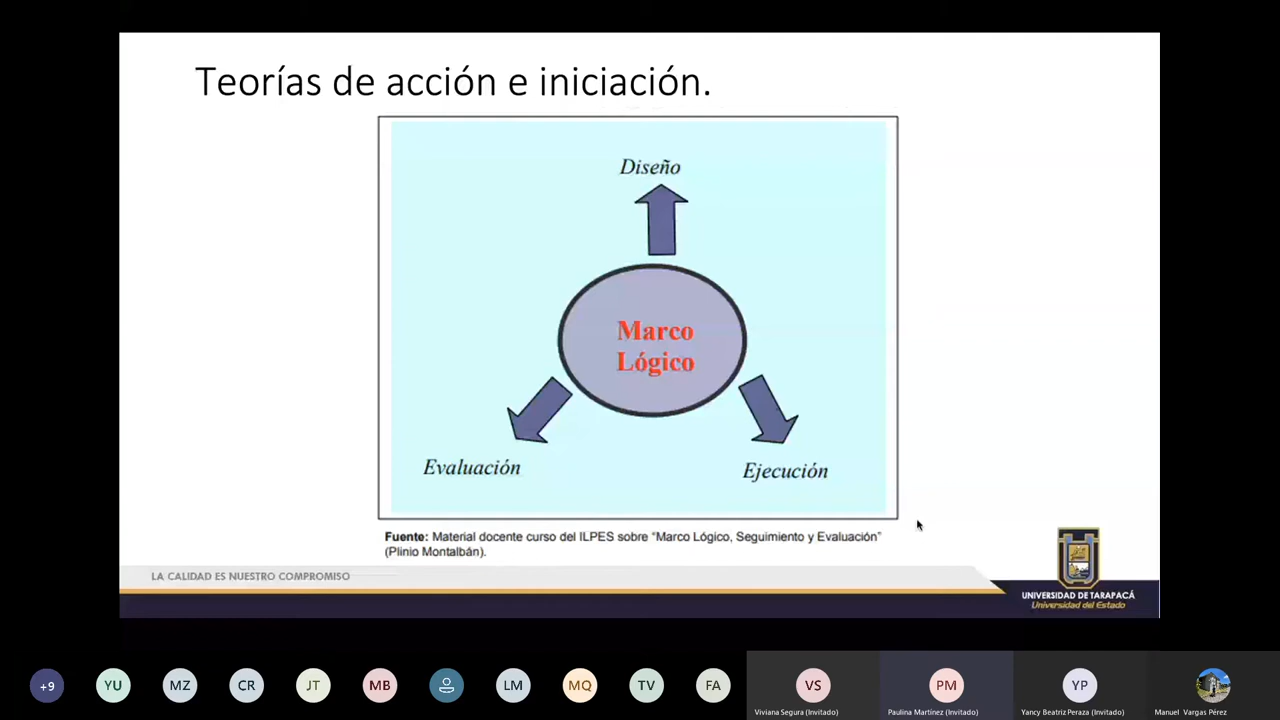 Teorías de acción e iniciación.
Diseño
Marco
Lógico
Evaluación
Ejecución
Fuente: Material docente curso del ILPES sobre “Marco Lógico, Seguimiento y Evaluación”
(Plinio Montalbán).
LA CALIDAD ES NUESTRO COMPROMISO
UNIVERSIDAD DE TARAPACÁ
Universidad del Estado
+9
YU
MZ
CR
JT
MB
LM
MQ
TV
FA
VS
PM
YP
Viviana Segura (Invitado)
Paulina Martínez (Invitado)
Yancy Beatriz Peraza (Invitado)
Manuel Vargas Pérez